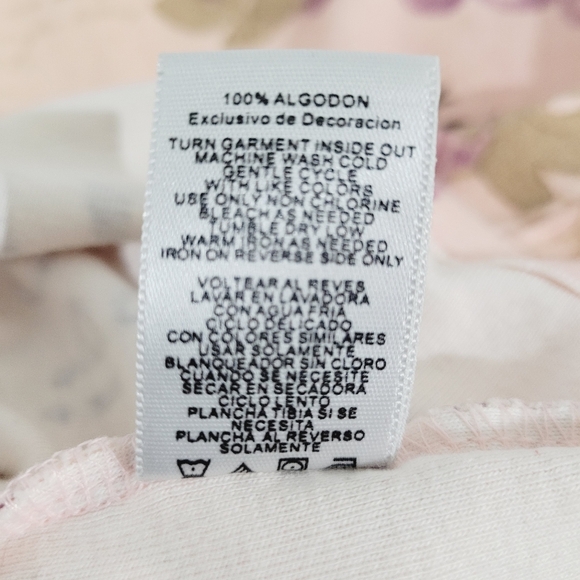 100% ALGODON
Exclusivo de Decoracion
TURN GARMENT INSIDE OUT
MACHINE WASH COLD
GENTLE CYCLE
WITH LIKE COLORS
USE ONLY NON CHLORINE
BLEACH AS NEEDED
TUMBLE DRY LOW
WARM IRON AS NEEDED
IRON ON REVERSE SIDE ONLY
VOLTEAR AL REVES
LAVAR EN LAVADORA
CON AGUA FRIA
CICLO DELICADO
CON COLORES SIMILARES
USAR SOLAMENTE
BLANQUEADOR SIN CLORO
CUANDO SE NECESITE
SECAR EN SECADORA
CICLO LENTO
PLANCHA TIBIA SI SE
NECESITA
PLANCHA AL REVERSO
SOLAMENTE